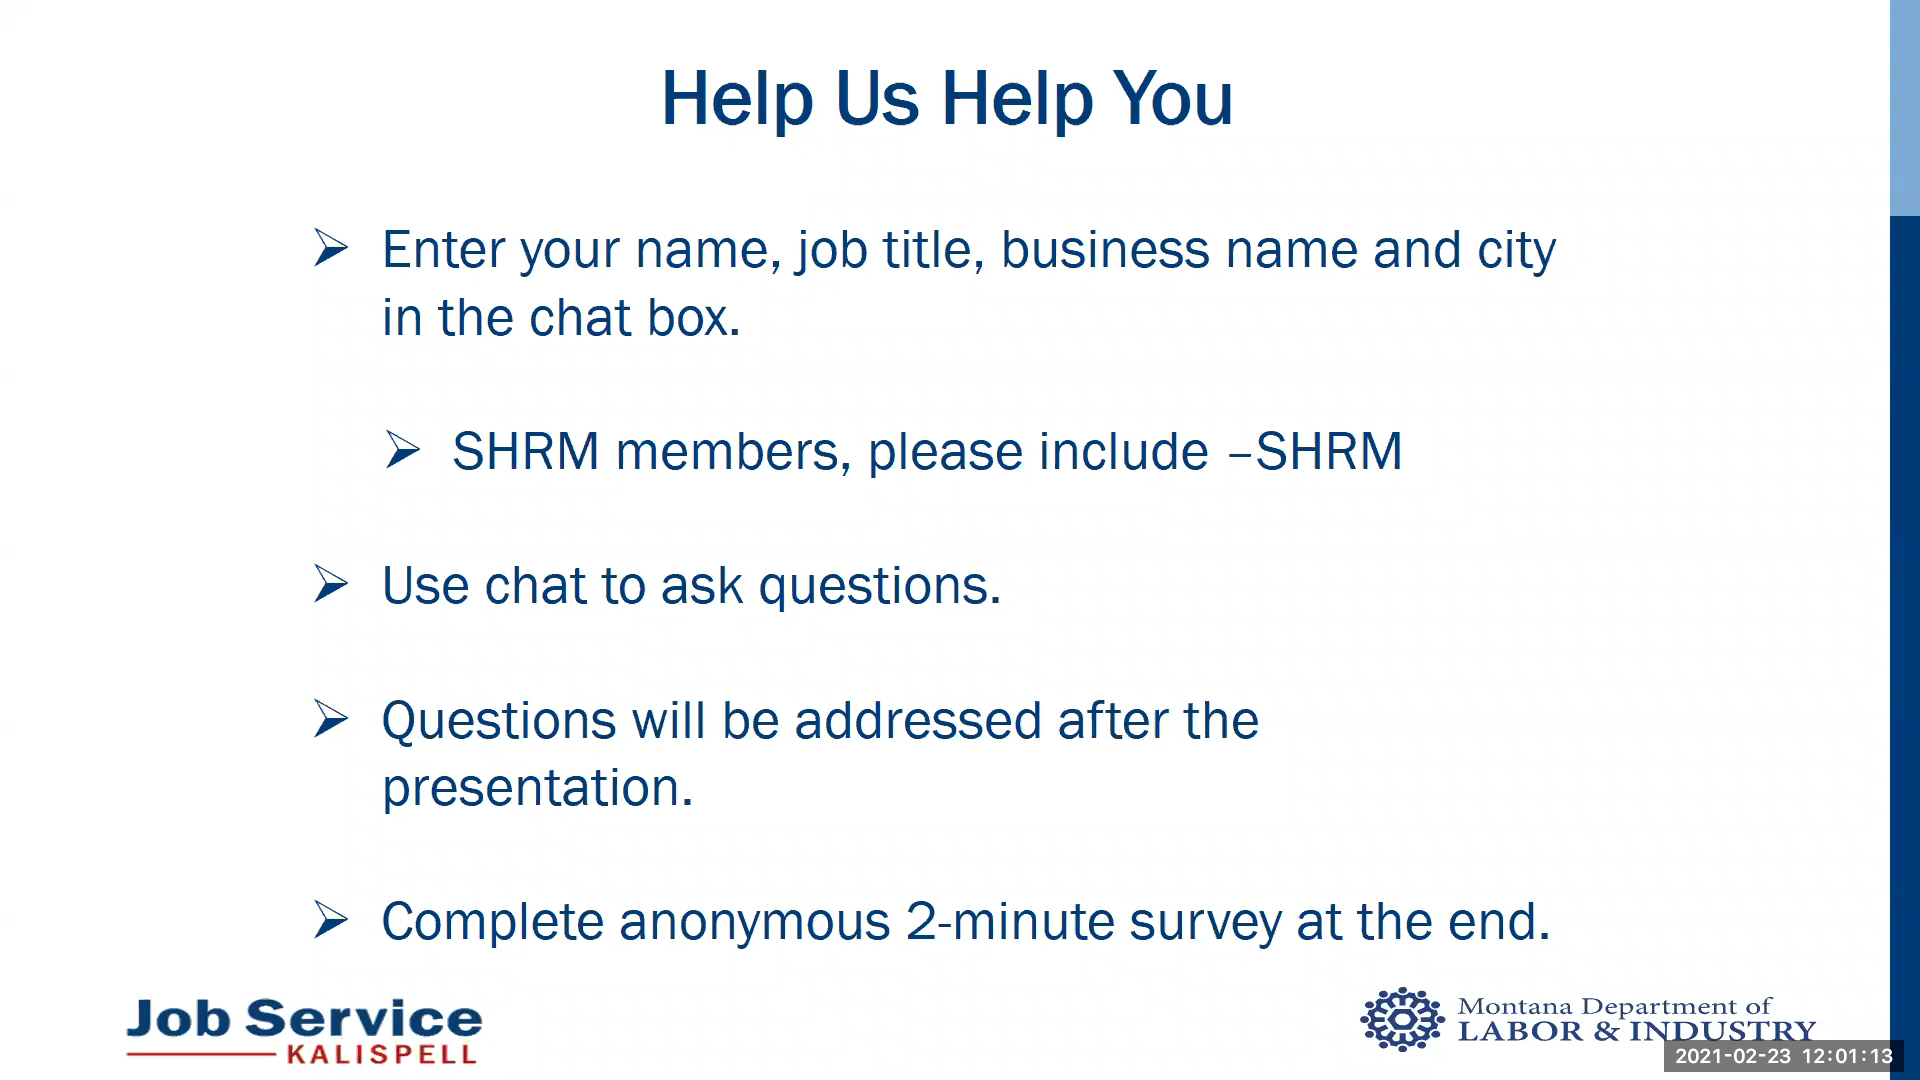 Help Us Help You
Enter your name, job title, business name and city
in the chat box.
SHRM members, please include –SHRM
Use chat to ask questions.
Questions will be addressed after the
presentation.
Complete anonymous 2-minute survey at the end.
Job Service
KALISPELL
Montana Department of
LABOR & INDUSTRY
2021-02-23 12:01:13